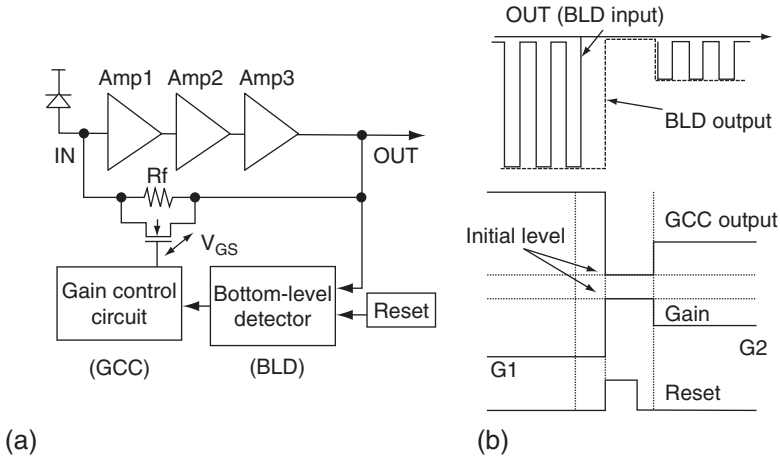 Amp1 Amp2 Amp3
IN
OUT
Rf
VGS
Gain control
circuit
Bottom-level
detector
Reset
(GCC)
(BLD)
(a)
OUT (BLD input)
BLD output
GCC output
Initial level
Gain
G1
G2
Reset
(b)